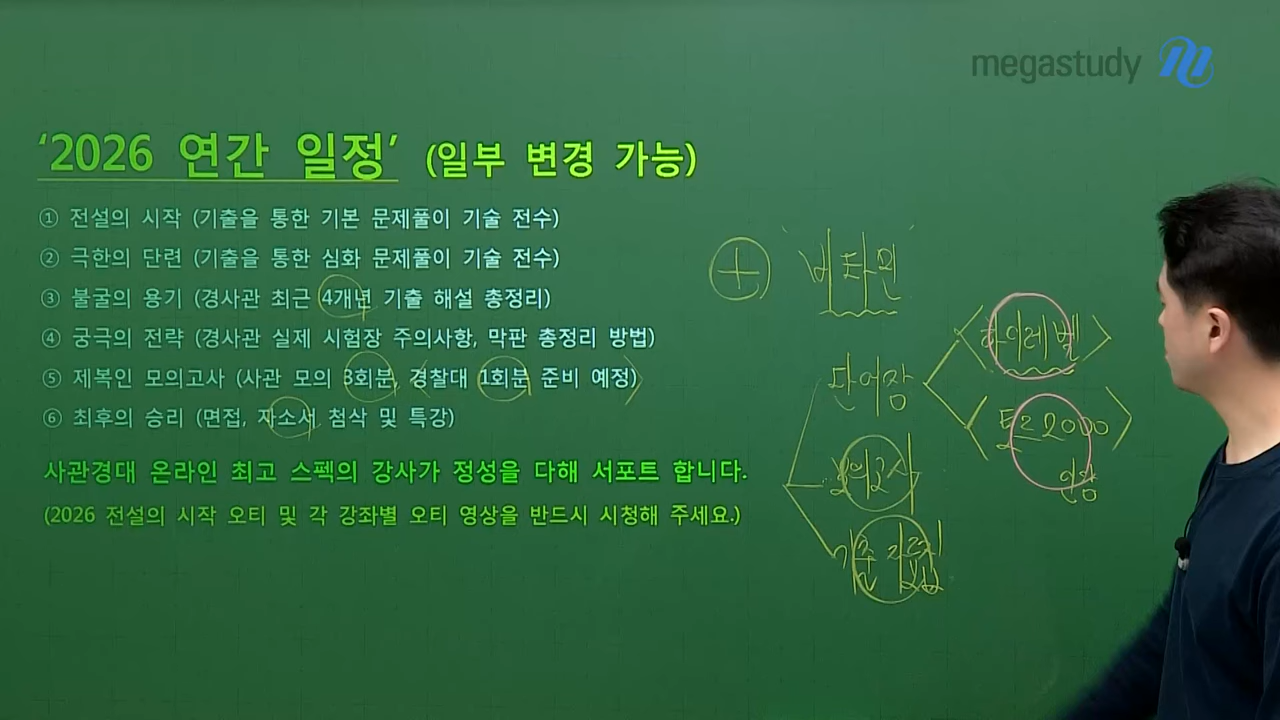 megastudy
'2026 연간 일정' (일부 변경 가능)
① 전설의 시작 (기출을 통한 기본 문제풀이 기술 전수)
② 극한의 단련 (기출을 통한 심화 문제풀이 기술 전수)
③ 불굴의 용기 (경사관 최근 4개년 기출 해설 총정리)
④ 궁극의 전략 (경사관 실제 시험장 주의사항, 막판 총정리 방법)
⑤ 제복인 모의고사 (사관 모의 3회분, 경찰대 1회분 준비 예정)
⑥ 최후의 승리 (면접, 자소서 첨삭 및 특강)
사관경대 온라인 최고 스펙의 강사가 정성을 다해 서포트 합니다.
(2026 전설의 시작 오티 및 각 강좌별 오티 영상을 반드시 시청해 주세요.)
+ '비타민'
단어장
하이레벨
토르2000